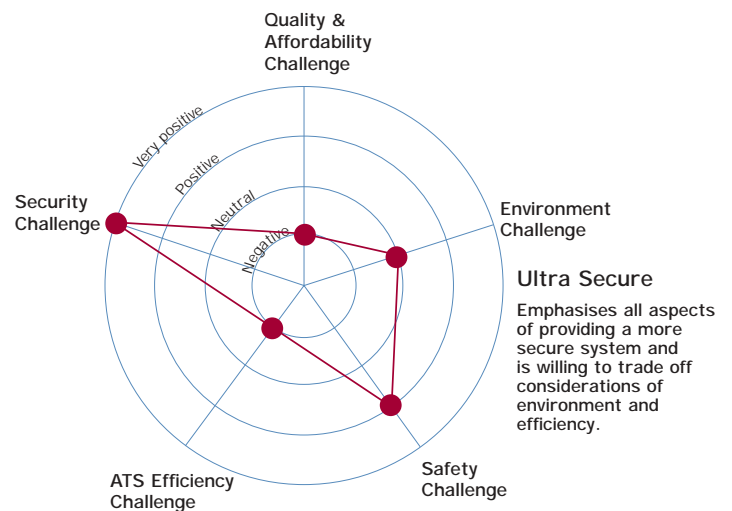 Quality &
Affordability
Challenge
Very positive
Positive
Neutral
Negative
Security
Challenge
Environment
Challenge
Ultra Secure
Emphasises all aspects
of providing a more
secure system and
is willing to trade off
considerations of
environment and
efficiency.
ATS Efficiency
Challenge
Safety
Challenge